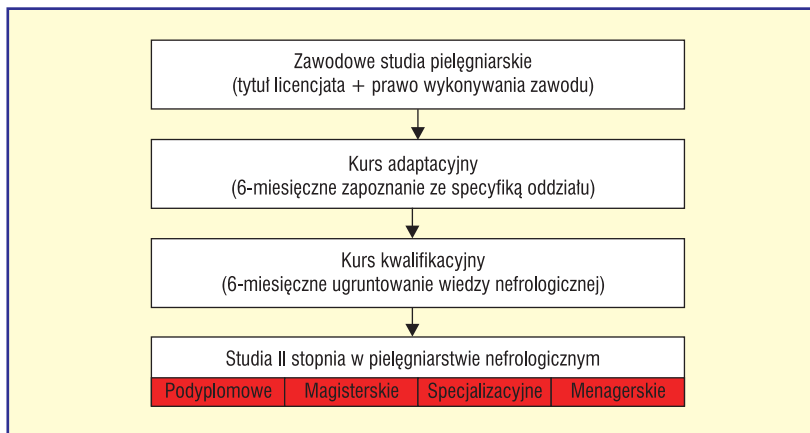 Zawodowe studia pielęgniarskie
(tytuł licencjata + prawo wykonywania zawodu)
Kurs adaptacyjny
(6-miesięczne zapoznanie ze specyfiką oddziału)
Kurs kwalifikacyjny
(6-miesięczne ugruntowanie wiedzy nefrologicznej)
Studia II stopnia w pielęgniarstwie nefrologicznym
Podyplomowe Magisterskie Specjalizacyjne Menagerskie